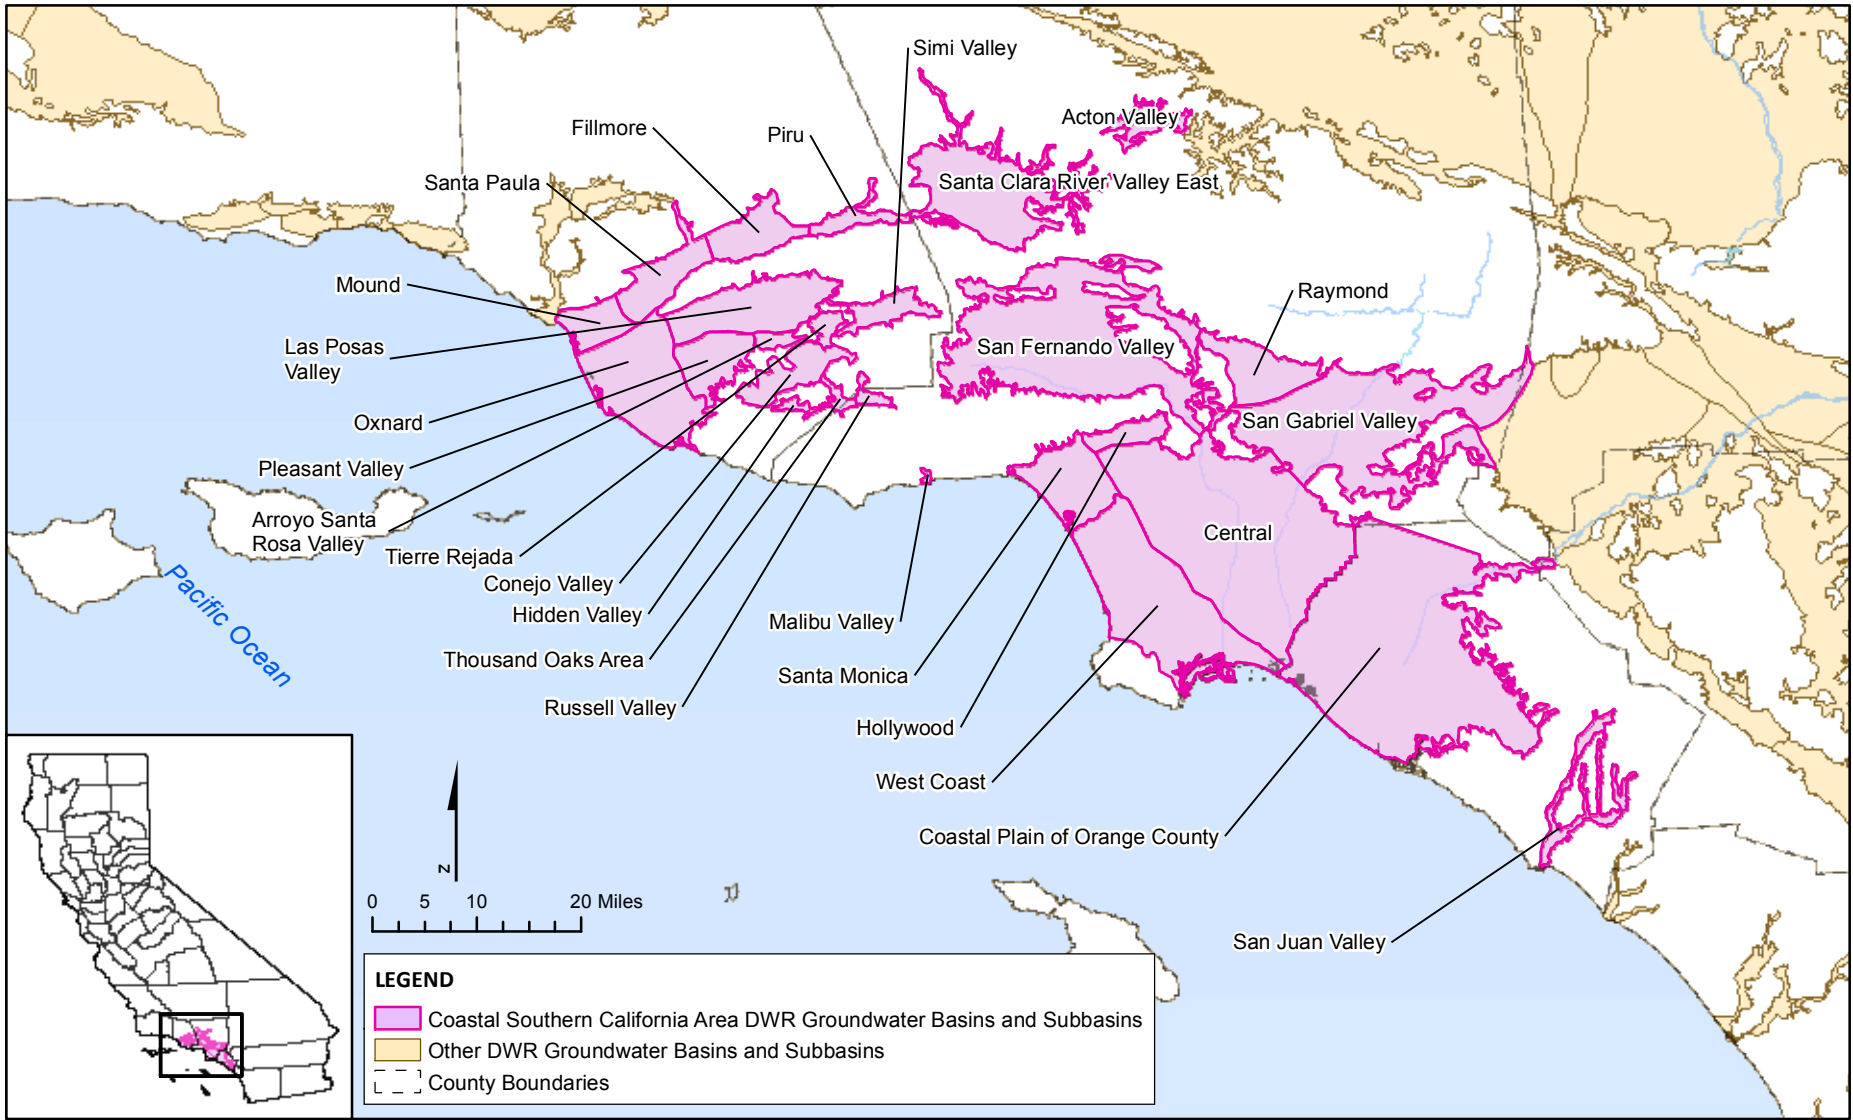 Simi Valley
Acton Valley
Fillmore
Piru
Santa Paula
Santa Clara River Valley East
Mound
Raymond
Las Posas
Valley
San Fernando Valley
Oxnard
San Gabriel Valley
Pleasant Valley
Arroyo Santa
Rosa Valley
Central
Tierre Rejada
Conejo Valley
Pacific Ocean
Hidden Valley
Malibu Valley
Thousand Oaks Area
Santa Monica
Russell Valley
Hollywood
West Coast
Coastal Plain of Orange County
San Juan Valley
N
0 5 10 20 Miles
LEGEND
Coastal Southern California Area DWR Groundwater Basins and Subbasins
Other DWR Groundwater Basins and Subbasins
County Boundaries